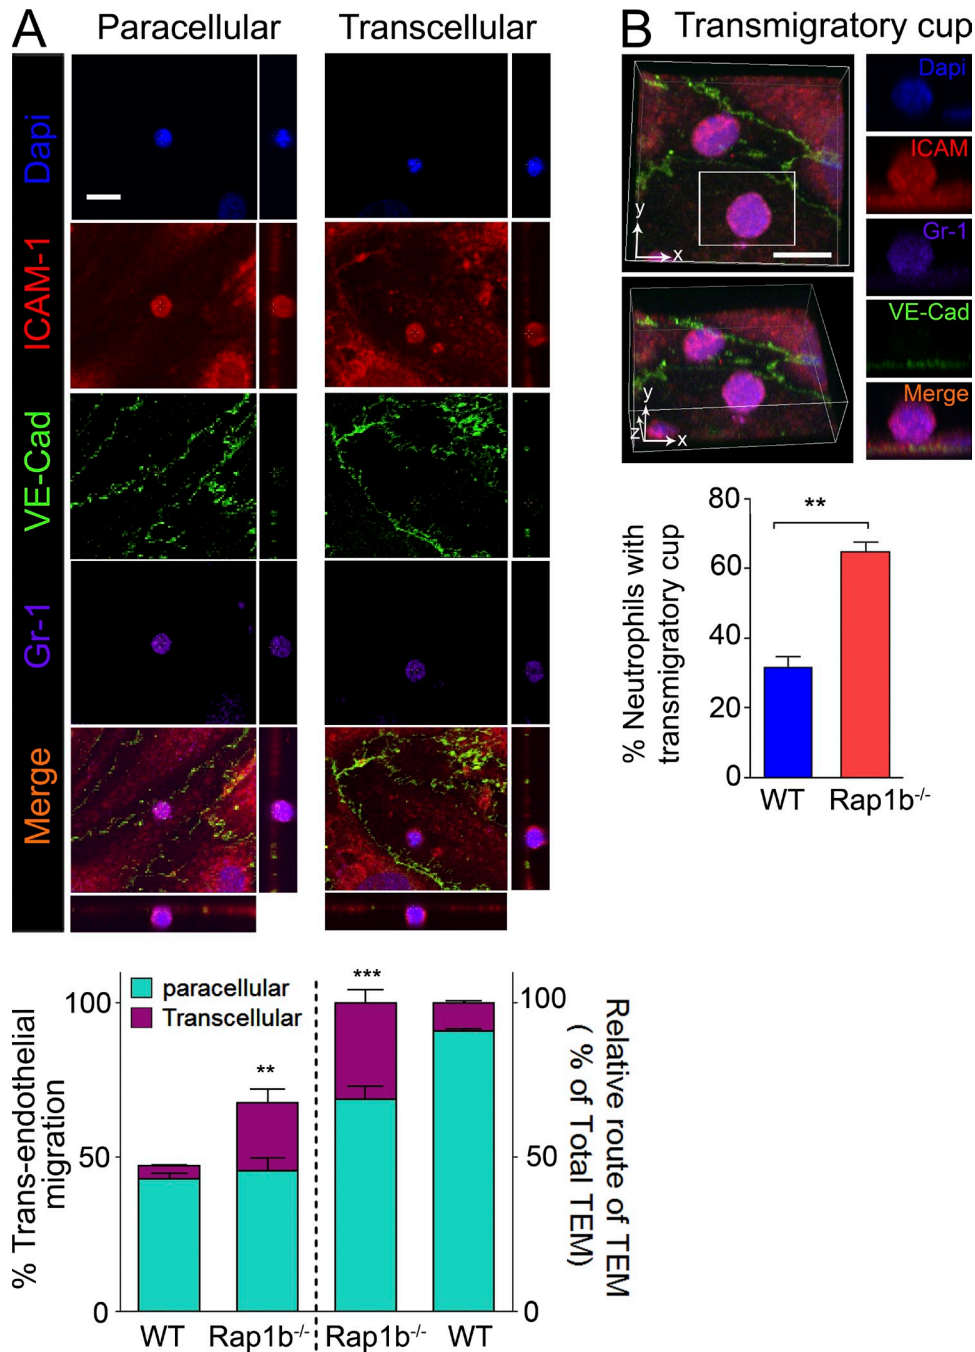 A
Paracellular
Transcellular
Dapi
ICAM-1
VE-Cad
Gr-1
Merge
B
Transmigratory cup
y
x
y
z
x
Dapi
ICAM
Gr-1
VE-Cad
Merge
% Neutrophils with
transmigratory cup
80
60
40
20
0
**
WT
Rap1b-/-
% Trans-endothelial
migration
100
50
0
paracellular
Transcellular
**
***
100
50
0
Relative route of TEM
( % of Total TEM)
WT
Rap1b-/-
Rap1b-/-
WT